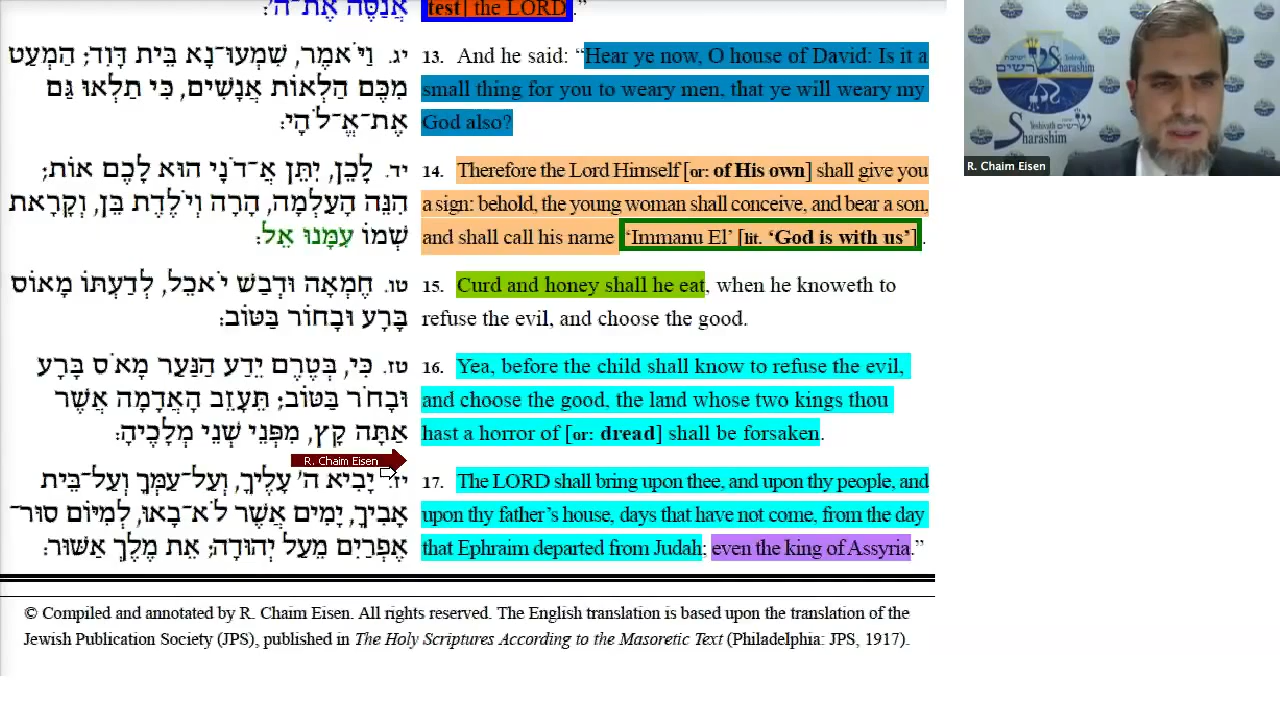 אֲנַסֶּה אֶת־ה':
test] the LORD.”
יג. וַיֹּאמֶר, שִׁמְעוּ־נָא בֵּית דָּוִד; הַמְעַט
מִכֶּם הַלְאוֹת אֲנָשִׁים, כִּי תַלְאוּ גַּם
אֶת־אֱ־לֹהָי:
13. And he said: “Hear ye now, O house of David: Is it a
small thing for you to weary men, that ye will weary my
God also?
יד. לָכֵן, יִתֵּן אֲ־דֹנָי הוּא לָכֶם אוֹת;
הִנֵּה הָעַלְמָה, הָרָה וְיֹלֶדֶת בֵּן, וְקָרָאת
שְׁמוֹ עִמָּנוּ אֵל:
14. Therefore the Lord Himself [or: of His own] shall give you
a sign: behold, the young woman shall conceive, and bear a son,
and shall call his name ‘Immanu El’ [lit. ‘God is with us’].
טו. חֶמְאָה וּדְבַשׁ יֹאכֵל, לְדַעְתּוֹ מָאוֹס
בָּרָע וּבָחוֹר בַּטּוֹב:
15. Curd and honey shall he eat, when he knoweth to
refuse the evil, and choose the good.
טז. כִּי, בְּטֶרֶם יֵדַע הַנַּעַר מָאֹס בָּרָע
וּבָחֹר בַּטּוֹב; תֵּעָזֵב הָאֲדָמָה אֲשֶׁר
אַתָּה קָץ, מִפְּנֵי שְׁנֵי מְלָכֶיהָ:
16. Yea, before the child shall know to refuse the evil,
and choose the good, the land whose two kings thou
hast a horror of [or: dread] shall be forsaken.
R. Chaim Eisen
יז. יָבִיא ה' עָלֶיךָ, וְעַל־עַמְּךָ וְעַל־בֵּית
אָבִיךָ, יָמִים אֲשֶׁר לֹא־בָאוּ, לְמִיּוֹם סוּר־
אֶפְרַיִם מֵעַל יְהוּדָה; אֵת מֶלֶךְ אַשּׁוּר:
17. The LORD shall bring upon thee, and upon thy people, and
upon thy father’s house, days that have not come, from the day
that Ephraim departed from Judah; even the king of Assyria.”
© Compiled and annotated by R. Chaim Eisen. All rights reserved. The English translation is based upon the translation of the
Jewish Publication Society (JPS), published in The Holy Scriptures According to the Masoretic Text (Philadelphia: JPS, 1917).
ישיבת
שרשים
Sharashim
Yeshivath
Sharashim
R. Chaim Eisen